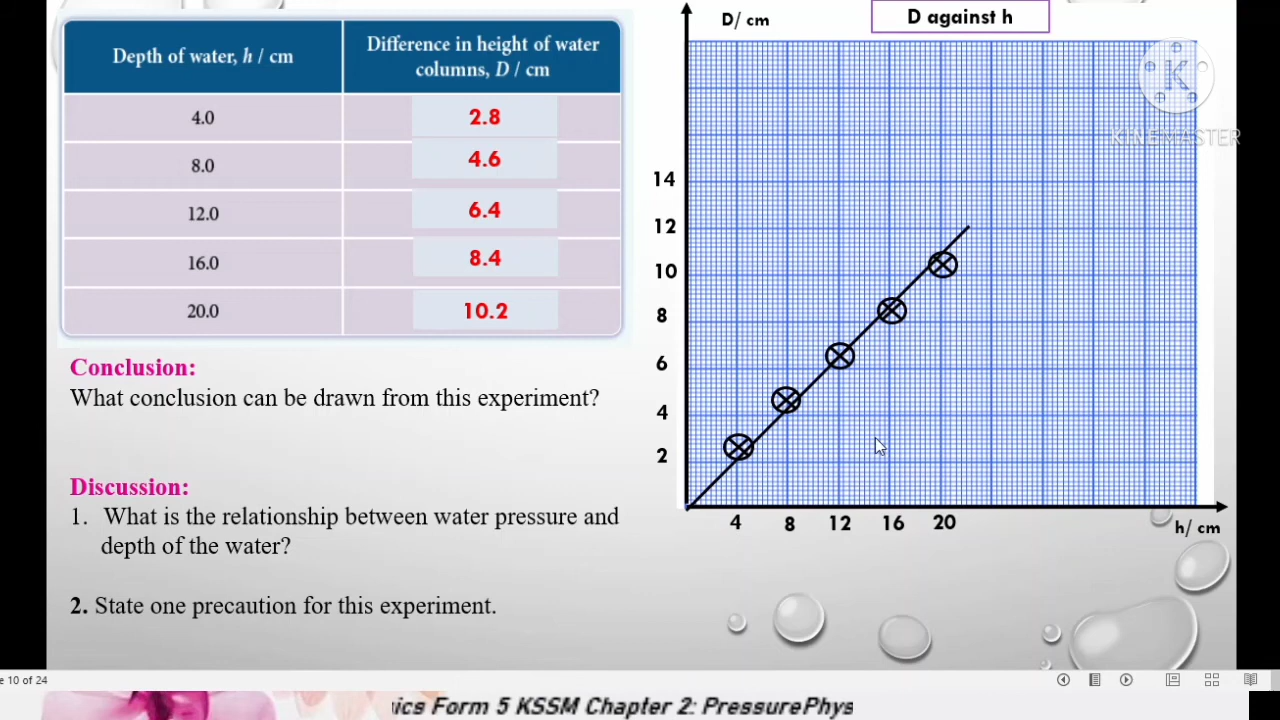 Depth of water, h / cm
Difference in height of water
columns, D / cm
4.0
2.8
8.0
4.6
12.0
6.4
16.0
8.4
20.0
10.2
Conclusion:
What conclusion can be drawn from this experiment?
Discussion:
1. What is the relationship between water pressure and
depth of the water?
2. State one precaution for this experiment.
D/ cm
D against h
KINEMASTER
14
12
10
8
6
4
2
4 8 12 16 20
h/ cm
e 10 of 24
ics Form 5 KSSM Chapter 2: PressurePhys